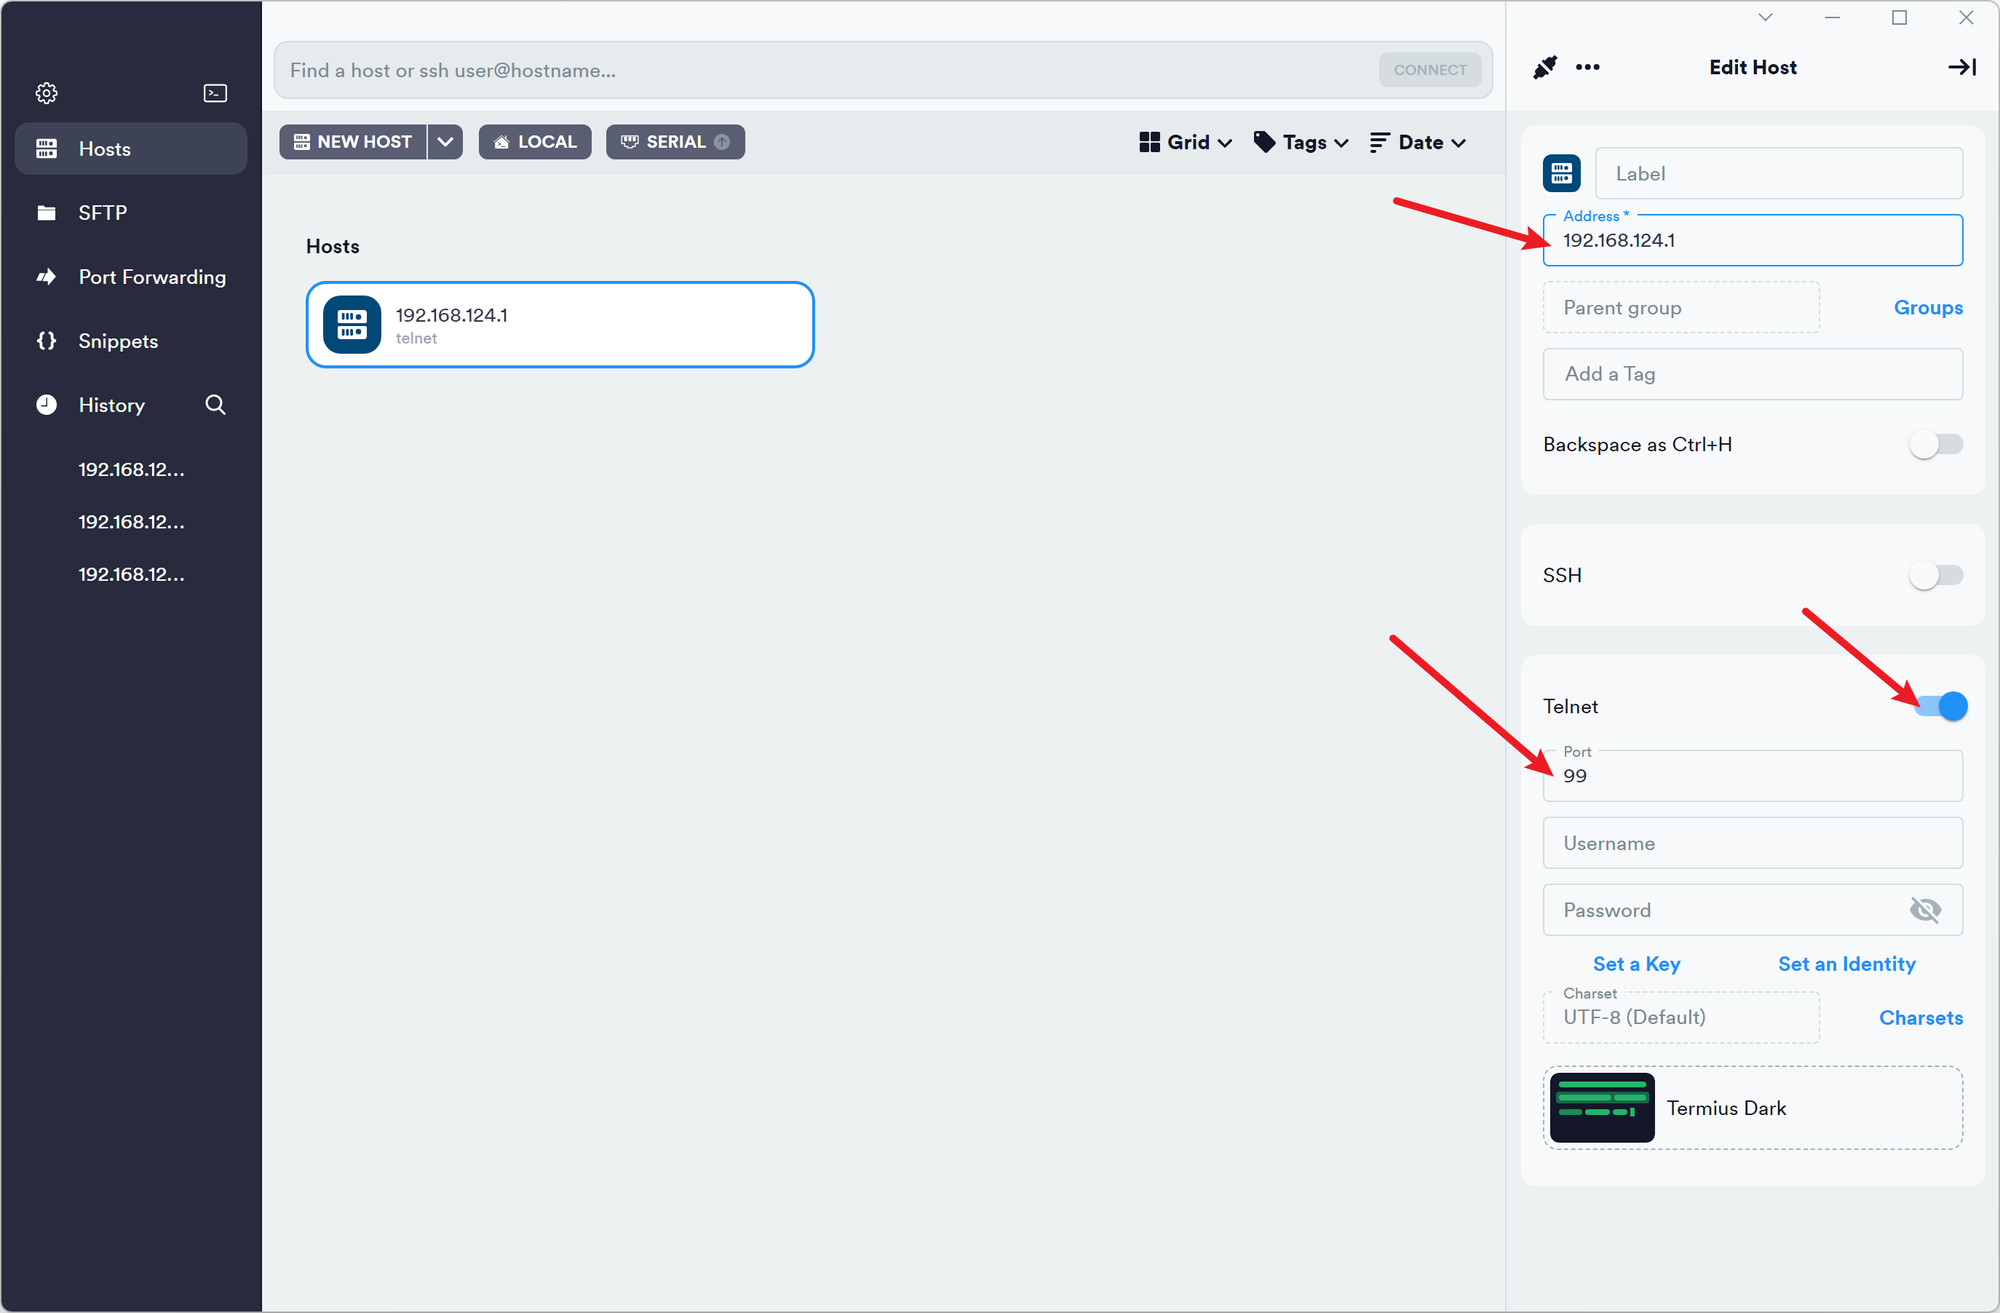 Hosts
SFTP
Port Forwarding
Snippets
History
192.168.12...
192.168.12...
192.168.12...
Find a host or ssh user@hostname...
CONNECT
NEW HOST
LOCAL
SERIAL
Grid
Tags
Date
Hosts
192.168.124.1
telnet
Edit Host
Label
Address *
192.168.124.1
Parent group
Groups
Add a Tag
Backspace as Ctrl+H
SSH
Telnet
Port
99
Username
Password
Set a Key
Set an Identity
Charset
UTF-8 (Default)
Charsets
Termius Dark